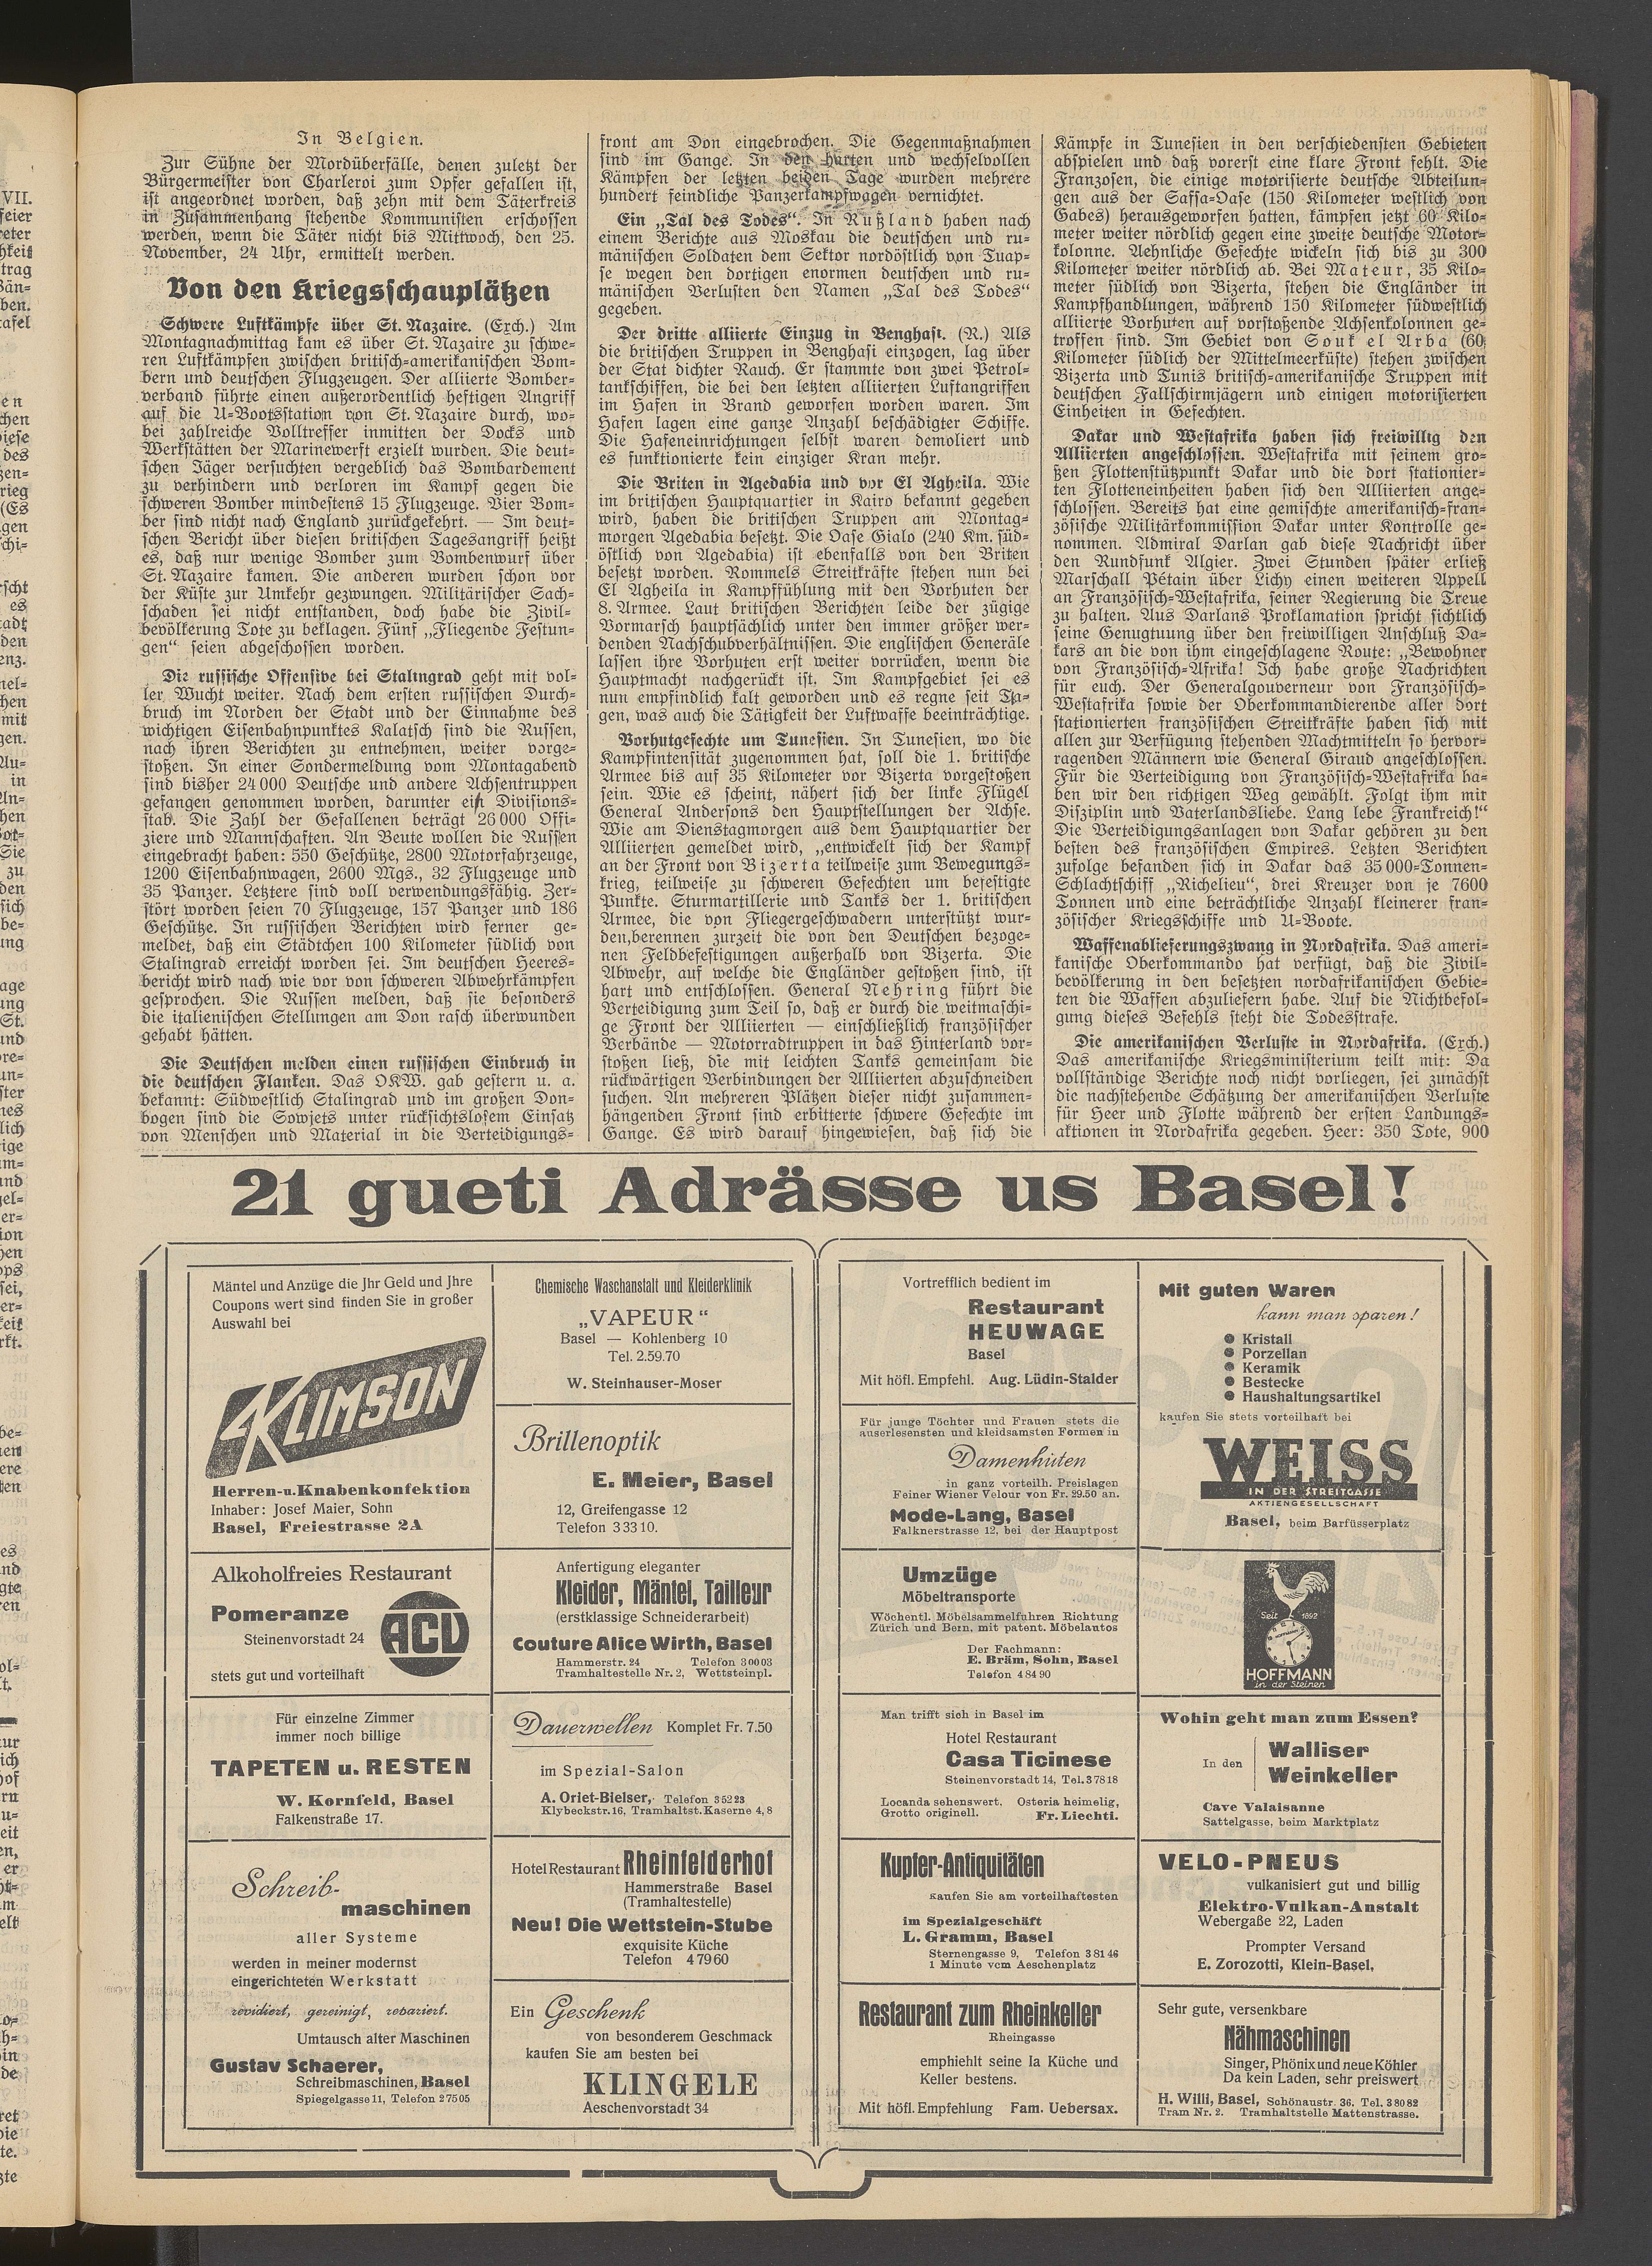 In Belgien.
Zur Sühne der Mordüberfälle, denen zuletzt der
Bürgermeister von Charleroi zum Opfer gefallen ist,
ist angeordnet worden, daß zehn mit dem Täterkreis
in Zusammenhang stehende Kommunisten erschossen
werden, wenn die Täter nicht bis Mittwoch, den 25.
November, 24 Uhr, ermittelt werden.
Von den Kriegsschauplätzen
Schwere Luftkämpfe über St. Nazaire. (Exch.) Am
Montagnachmittag kam es über St. Nazaire zu schwe-
ren Luftkämpfen zwischen britisch-amerikanischen Bom-
bern und deutschen Flugzeugen. Der alliierte Bomber-
verband führte einen außerordentlich heftigen Angriff
auf die U-Bootsstation von St. Nazaire durch, wo-
bei zahlreiche Volltreffer inmitten der Docks und
Werkstätten der Marinewerft erzielt wurden. Die deut-
schen Jäger versuchten vergeblich das Bombardement
zu verhindern und verloren im Kampf gegen die
schweren Bomber mindestens 15 Flugzeuge. Vier Bom-
ber sind nicht nach England zurückgekehrt. — Im deut-
schen Bericht über diesen britischen Tagesangriff heißt
es, daß nur wenige Bomber zum Bombenwurf über
St. Nazaire kamen. Die anderen wurden schon vor
der Küste zur Umkehr gezwungen. Militärischer Sach-
schaden sei nicht entstanden, doch habe die Zivil-
bevölkerung Tote zu beklagen. Fünf „Fliegende Festun-
gen“ seien abgeschossen worden.
Die russische Offensive bei Stalingrad geht mit vol-
ler Wucht weiter. Nach dem ersten russischen Durch-
bruch im Norden der Stadt und der Einnahme des
wichtigen Eisenbahnpunktes Kalatsch sind die Russen,
nach ihren Berichten zu entnehmen, weiter vorge-
stoßen. In einer Sondermeldung vom Montagabend
sind bisher 24 000 Deutsche und andere Achsentruppen
gefangen genommen worden, darunter ein Divisions-
stab. Die Zahl der Gefallenen beträgt 26 000 Offi-
ziere und Mannschaften. An Beute wollen die Russen
eingebracht haben: 550 Geschütze, 2800 Motorfahrzeuge,
1200 Eisenbahnwagen, 2600 Mgs., 32 Flugzeuge und
35 Panzer. Letztere sind voll verwendungsfähig. Zer-
stört worden seien 70 Flugzeuge, 157 Panzer und 186
Geschütze. In russischen Berichten wird ferner ge-
meldet, daß ein Städtchen 100 Kilometer südlich von
Stalingrad erreicht worden sei. Im deutschen Heeres-
bericht wird nach wie vor von schweren Abwehrkämpfen
gesprochen. Die Russen melden, daß sie besonders
die italienischen Stellungen am Don rasch überwunden
gehabt hätten.
Die Deutschen melden einen russischen Einbruch in
die deutschen Flanken. Das OKW. gab gestern u. a.
bekannt: Südwestlich Stalingrad und im großen Don-
bogen sind die Sowjets unter rücksichtslosem Einsatz
von Menschen und Material in die Verteidigungs-
front am Don eingebrochen. Die Gegenmaßnahmen
sind im Gange. In den harten und wechselvollen
Kämpfen der letzten beiden Tage wurden mehrere
hundert feindliche Panzerkampfwagen vernichtet.
Ein „Tal des Todes“. In Rußland haben nach
einem Berichte aus Moskau die deutschen und ru-
mänischen Soldaten dem Sektor nordöstlich von Tuap-
se wegen den dortigen enormen deutschen und ru-
mänischen Verlusten den Namen „Tal des Todes“
gegeben.
Der dritte alliierte Einzug in Benghasi. (R.) Als
die britischen Truppen in Benghasi einzogen, lag über
der Stat dichter Rauch. Er stammte von zwei Petrol-
tankschiffen, die bei den letzten alliierten Luftangriffen
im Hafen in Brand geworfen worden waren. Im
Hafen lagen eine ganze Anzahl beschädigter Schiffe.
Die Hafeneinrichtungen selbst waren demoliert und
es funktionierte kein einziger Kran mehr.
Die Briten in Agedabia und vor El Agheila. Wie
im britischen Hauptquartier in Kairo bekannt gegeben
wird, haben die britischen Truppen am Montag-
morgen Agedabia besetzt. Die Oase Gialo (240 Km. süd-
östlich von Agedabia) ist ebenfalls von den Briten
besetzt worden. Rommels Streitkräfte stehen nun bei
El Agheila in Kampffühlung mit den Vorhuten der
8. Armee. Laut britischen Berichten leide der zügige
Vormarsch hauptsächlich unter den immer größer wer-
denden Nachschubverhältnissen. Die englischen Generäle
lassen ihre Vorhuten erst weiter vorrücken, wenn die
Hauptmacht nachgerückt ist. Im Kampfgebiet sei es
nun empfindlich kalt geworden und es regne seit Ta-
gen, was auch die Tätigkeit der Luftwaffe beeinträchtige.
Vorhutgefechte um Tunesien. In Tunesien, wo die
Kampfintensität zugenommen hat, soll die 1. britische
Armee bis auf 35 Kilometer vor Bizerta vorgestoßen
sein. Wie es scheint, nähert sich der linke Flügel
General Andersons den Hauptstellungen der Achse.
Wie am Dienstagmorgen aus dem Hauptquartier der
Alliierten gemeldet wird, „entwickelt sich der Kampf
an der Front von Bizerta teilweise zum Bewegungs-
krieg, teilweise zu schweren Gefechten um befestigte
Punkte. Sturmartillerie und Tanks der 1. britischen
Armee, die von Fliegergeschwadern unterstützt wur-
den,berennen zurzeit die von den Deutschen bezoge-
nen Feldbefestigungen außerhalb von Bizerta. Die
Abwehr, auf welche die Engländer gestoßen sind, ist
hart und entschlossen. General Nehring führt die
Verteidigung zum Teil so, daß er durch die weitmaschi-
ge Front der Alliierten — einschließlich französischer
Verbände — Motorradtruppen in das Hinterland vor-
stoßen ließ, die mit leichten Tanks gemeinsam die
rückwärtigen Verbindungen der Alliierten abzuschneiden
suchen. An mehreren Plätzen dieser nicht zusammen-
hängenden Front sind erbitterte schwere Gefechte im
Gange. Es wird darauf hingewiesen, daß sich die
Kämpfe in Tunesien in den verschiedensten Gebieten
abspielen und daß vorerst eine klare Front fehlt. Die
Franzosen, die einige motorisierte deutsche Abteilun-
gen aus der Gafsa-Oase (150 Kilometer westlich von
Gabes) herausgeworfen hatten, kämpfen jetzt 60 Kilo-
meter weiter nördlich gegen eine zweite deutsche Motor-
kolonne. Aehnliche Gefechte wickeln sich bis zu 300
Kilometer weiter nördlich ab. Bei Mateur, 35 Kilo-
meter südlich von Bizerta, stehen die Engländer in
Kampfhandlungen, während 150 Kilometer südwestlich
alliierte Vorhuten auf vorstoßende Achsenkolonnen ge-
troffen sind. Im Gebiet von Souk el Arba (60
Kilometer südlich der Mittelmeerküste) stehen zwischen
Bizerta und Tunis britisch-amerikanische Truppen mit
deutschen Fallschirmjägern und einigen motorisierten
Einheiten in Gefechten.
Dakar und Westafrika haben sich freiwillig den
Alliierten angeschlossen. Westafrika mit seinem gro-
ßen Flottenstützpunkt Dakar und die dort stationier-
ten Flotteneinheiten haben sich den Alliierten ange-
schlossen. Bereits hat eine gemischte amerikanisch-fran-
zösische Militärkommission Dakar unter Kontrolle ge-
nommen. Admiral Darlan gab diese Nachricht über
den Rundfunk Algier. Zwei Stunden später erließ
Marschall Pétain über Lichy einen weiteren Appell
an Französisch-Westafrika, seiner Regierung die Treue
zu halten. Aus Darlans Proklamation spricht sichtlich
seine Genugtuung über den freiwilligen Anschluß Da-
kars an die von ihm eingeschlagene Route: „Bewohner
von Französisch-Afrika! Ich habe große Nachrichten
für euch. Der Generalgouverneur von Französisch-
Westafrika sowie der Oberkommandierende aller dort
stationierten französischen Streitkräfte haben sich mit
allen zur Verfügung stehenden Machtmitteln so hervor-
ragenden Männern wie General Giraud angeschlossen.
Für die Verteidigung von Französisch-Westafrika ha-
ben wir den richtigen Weg gewählt. Folgt ihm mit
Disziplin und Vaterlandsliebe. Lang lebe Frankreich!“
Die Verteidigungsanlagen von Dakar gehören zu den
besten des französischen Empires. Letzten Berichten
zufolge befanden sich in Dakar das 35 000-Tonnen-
Schlachtschiff „Richelieu“, drei Kreuzer von je 7600
Tonnen und eine beträchtliche Anzahl kleinerer fran-
zösischer Kriegsschiffe und U-Boote.
Waffenablieferungszwang in Nordafrika. Das ameri-
kanische Oberkommando hat verfügt, daß die Zivil-
bevölkerung in den besetzten nordafrikanischen Gebie-
ten die Waffen abzuliefern habe. Auf die Nichtbefol-
gung dieses Befehls steht die Todesstrafe.
Die amerikanischen Verluste in Nordafrika. (Exch.)
Das amerikanische Kriegsministerium teilt mit: Da
vollständige Berichte noch nicht vorliegen, sei zunächst
die nachstehende Schätzung der amerikanischen Verluste
für Heer und Flotte während der ersten Landungs-
aktionen in Nordafrika gegeben. Heer: 350 Tote, 900
21 gueti Adrässe us Basel!
Mäntel und Anzüge die Jhr Geld und Jhre
Coupons wert sind finden Sie in großer
Auswahl bei
KLIMSON
Herren-u.Knabenkonfektion
Inhaber: Josef Maier, Sohn
Basel, Freiestrasse 2A
Alkoholfreies Restaurant
Pomeranze
Steinenvorstadt 24
ACV
stets gut und vorteilhaft
Für einzelne Zimmer
immer noch billige
TAPETEN u. RESTEN
W. Kornfeld, Basel
Falkenstraße 17.
Schreib-
maschinen
aller Systeme
werden in meiner modernst
eingerichteten Werkstatt
revidiert, gereinigt, repariert.
Umtausch alter Maschinen
Gustav Schaerer,
Schreibmaschinen, Basel
Spiegelgasse 11, Telefon 27505
Chemische Waschanstalt und Kleiderklinik
„VAPEUR“
Basel — Kohlenberg 10
Tel. 2.59.70
W. Steinhauser-Moser
Brillenoptik
E. Meier, Basel
12, Greifengasse 12
Telefon 33310.
Anfertigung eleganter
Kleider, Mäntel, Tailleur
(erstklassige Schneiderarbeit)
Couture Alice Wirth, Basel
Hammerstr. 24 Telefon 30003
Tramhaltestelle Nr. 2, Wettsteinpl.
Dauerwellen Komplet Fr. 7.50
im Spezial-Salon
A. Oriet-Bielser, Telefon 35223
Klybeckstr. 16, Tramhaltst. Kaserne 4, 8
Hotel Restaurant Rheinfelderhof
Hammerstraße Basel
(Tramhaltestelle)
Neu! Die Wettstein-Stube
exquisite Küche
Telefon 47960
Ein Geschenk
von besonderem Geschmack
kaufen Sie am besten bei
KLINGELE
Aeschenvorstadt 34
Vortrefflich bedient im
Restaurant
HEUWAGE
Basel
Mit höfl. Empfehl. Aug. Lüdin-Stalder
Für junge Töchter und Frauen stets die
auserlesensten und kleidsamsten Formen in
Damenhüten
in ganz vorteilh. Preislagen
Feiner Wiener Velour von Fr. 29.50 an.
Mode-Lang, Basel
Falknerstrasse 12, bei der Hauptpost
Umzüge
Möbeltransporte
Wöchentl. Möbelsammelfuhren Richtung
Zürich und Bern, mit patent. Möbelautos
Der Fachmann:
E. Bräm, Sohn, Basel
Telefon 48490
Man trifft sich in Basel im
Hotel Restaurant
Casa Ticinese
Steinenvorstadt 14, Tel. 37818
Locanda sehenswert. Osteria heimelig,
Grotto originell. Fr. Liechti.
Kupfer-Antiquitäten
kaufen Sie am vorteilhaftesten
im Spezialgeschäft
L. Gramm, Basel
Sternengasse 9, Telefon 38146
1 Minute vom Aeschenplatz
Restaurant zum Rheinkeller
Rheingasse
empfiehlt seine Ia Küche und
Keller bestens.
Mit höfl. Empfehlung Fam. Uebersax.
Mit guten Waren
kann man sparen!
Kristall
Porzellan
Keramik
Bestecke
Haushaltungsartikel
kaufen Sie stets vorteilhaft bei
WEISS
IN DER STREITGASSE
AKTIENGESELLSCHAFT
Basel, beim Barfüsserplatz
Seit 1892
HOFFMANN
in der Steinen
Wohin geht man zum Essen?
In den Walliser
Weinkeller
Cave Valaisanne
Sattelgasse, beim Marktplatz
VELO-PNEUS
vulkanisiert gut und billig
Elektro-Vulkan-Anstalt
Webergaße 22, Laden
Prompter Versand
E. Zorozotti, Klein-Basel,
Sehr gute, versenkbare
Nähmaschinen
Singer, Phönix und neue Köhler
Da kein Laden, sehr preiswert
H. Willi, Basel, Schönaustr. 36. Tel. 38082
Tram Nr. 2. Tramhaltstelle Mattenstrasse.